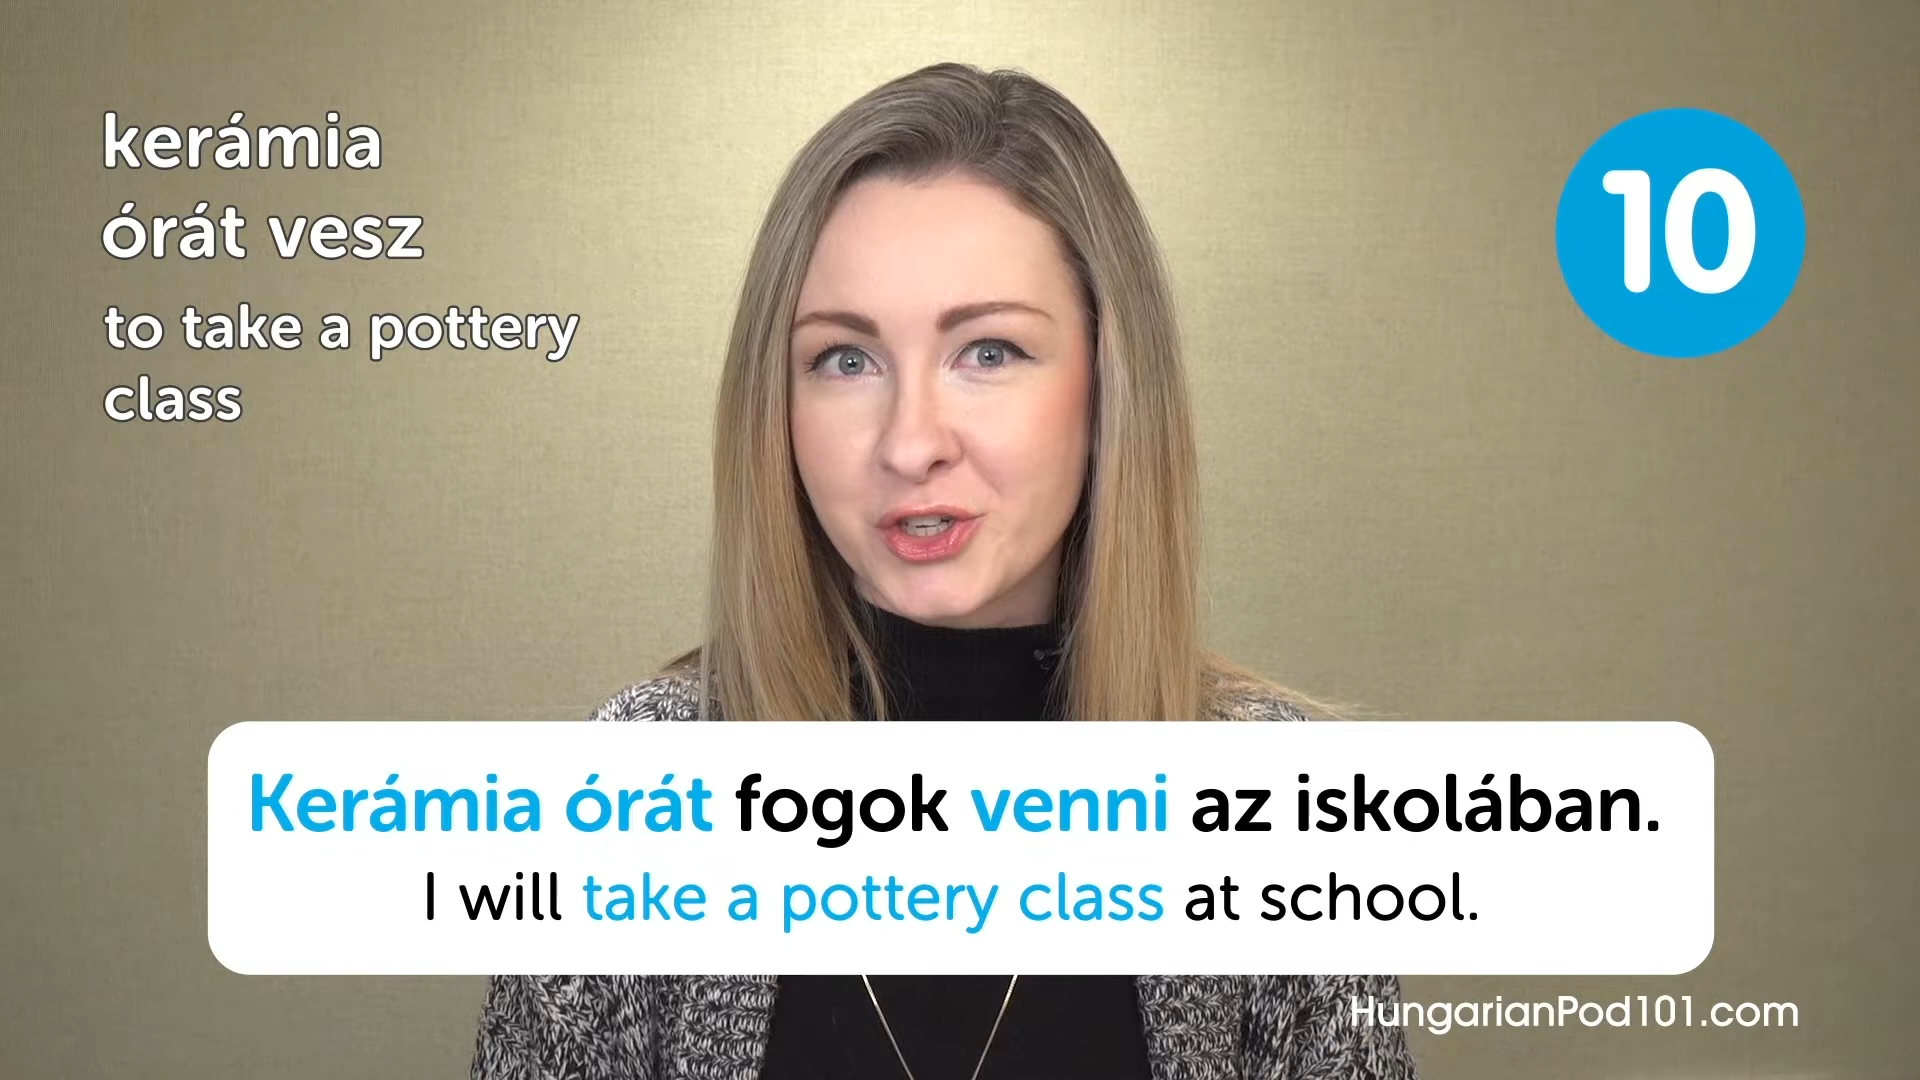 kerámia
órát vesz
to take a pottery
class
10
Kerámia órát fogok venni az iskolában.
I will take a pottery class at school.
HungarianPod101.com